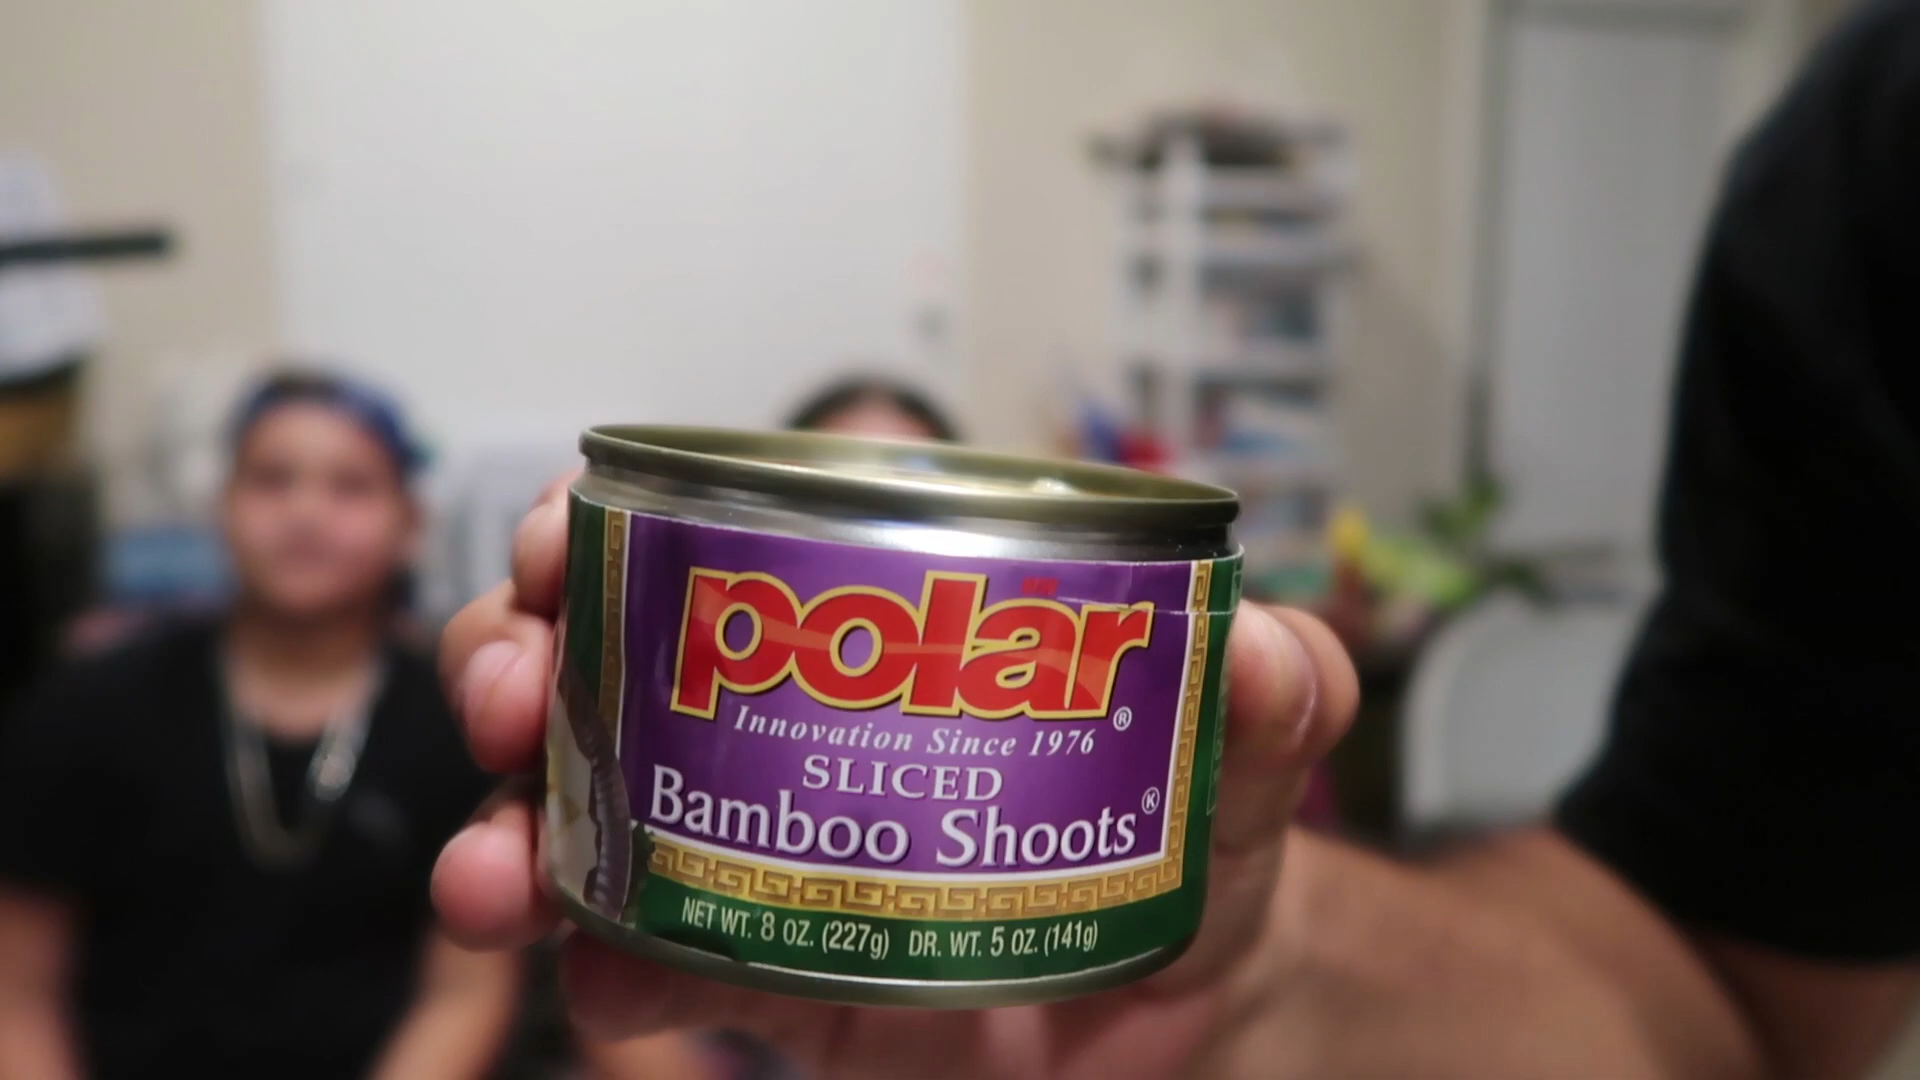 polar®
Innovation Since 1976
SLICED
Bamboo Shoots
NET WT. 8 OZ. (227g) DR. WT. 5 OZ. (141g)